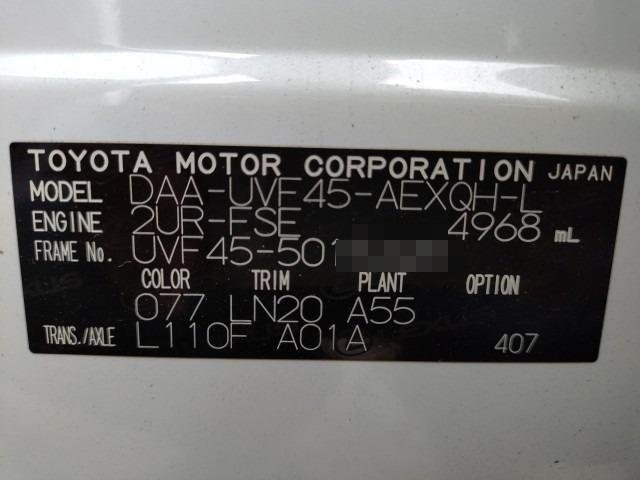 TOYOTA MOTOR CORPORATION JAPAN
MODEL DAA-UVF45-AEXQH-L
ENGINE 2UR-FSE 4968 mL
FRAME No. UVF45-501
COLOR TRIM PLANT OPTION
077 LN20 A55
TRANS./AXLE L110F A01A 407